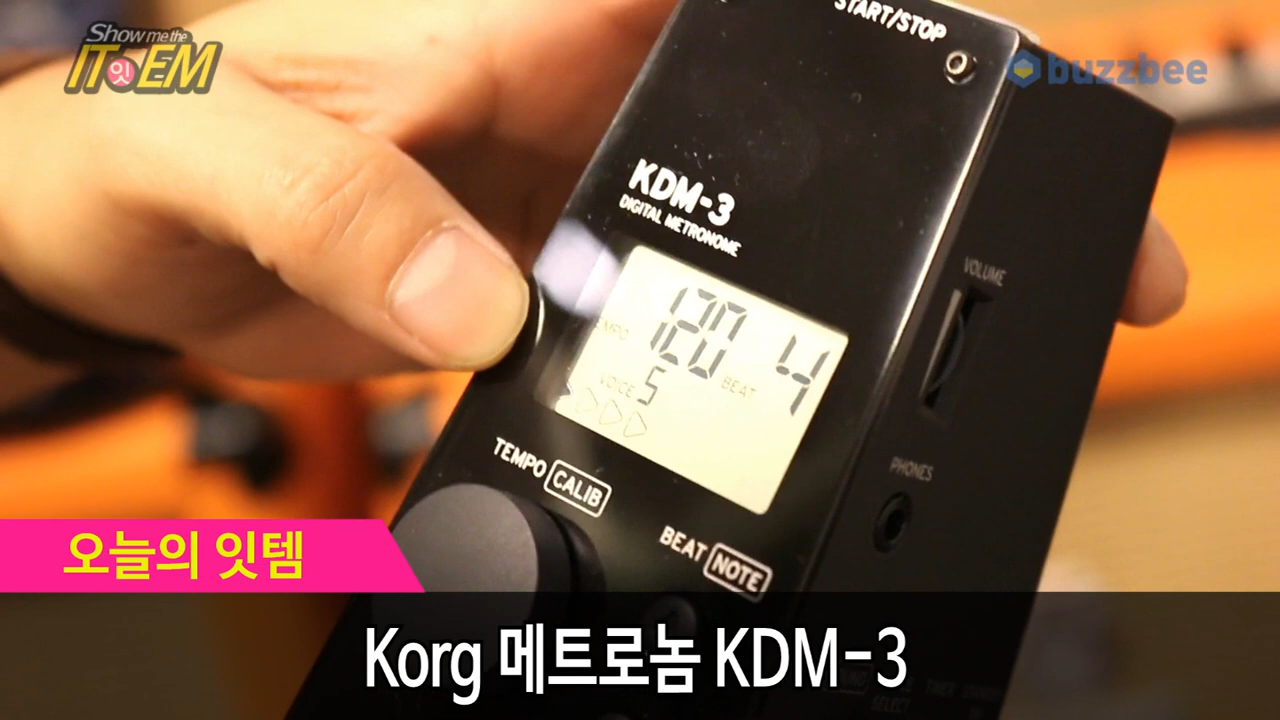 Show me the
IT잇EM
buzzbee
START/STOP
KDM-3
DIGITAL METRONOME
TEMPO 120 BEAT 4
VOICE 5
VOLUME
PHONES
TEMPO CALIB
BEAT NOTE
오늘의 잇템
Korg 메트로놈 KDM-3
TIMER
SELECT